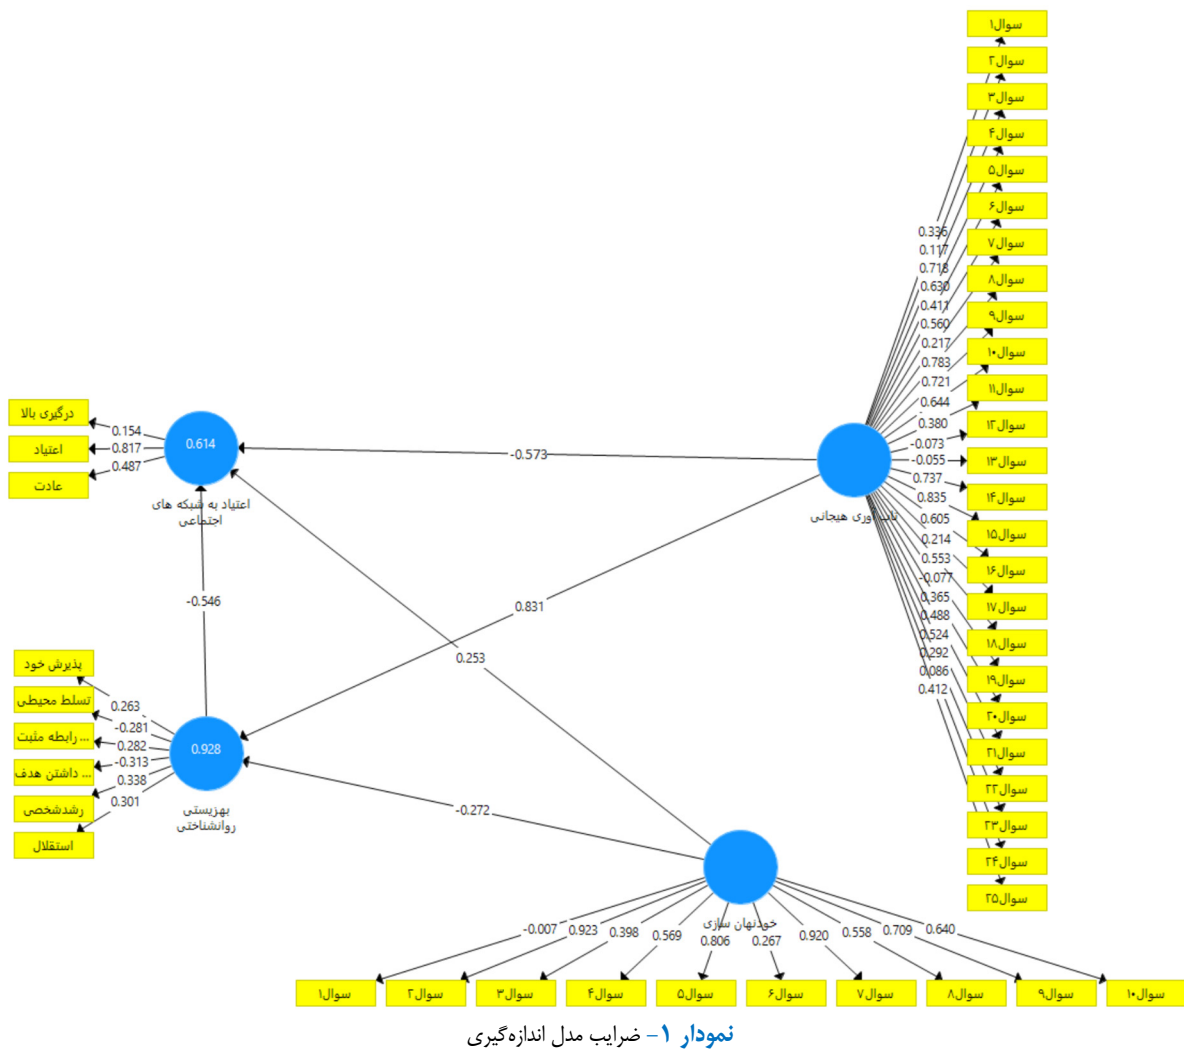 سوال۱
سوال۲
سوال۳
سوال۴
سوال۵
سوال۶
سوال۷
سوال۸
سوال۹
سوال۱۰
سوال۱۱
سوال۱۲
سوال۱۳
سوال۱۴
سوال۱۵
سوال۱۶
سوال۱۷
سوال۱۸
سوال۱۹
سوال۲۰
سوال۲۱
سوال۲۲
سوال۲۳
سوال۲۴
سوال۲۵
0.336
0.117
0.718
0.630
0.411
0.560
0.217
0.783
0.721
0.644
0.380
-0.073
-0.055
0.737
0.835
0.605
0.214
0.553
-0.077
0.365
0.488
0.524
0.292
0.086
0.412
تاب آوری هیجانی
درگیری بالا
اعتیاد
عادت
0.154
0.817
0.487
0.614
اعتیاد به شبکه های
اجتماعی
-0.573
-0.546
0.831
0.253
-0.272
پذیرش خود
تسلط محیطی
رابطه مثبت ...
داشتن هدف ...
رشدشخصی
استقلال
0.263
-0.281
0.282
-0.313
0.338
0.301
0.928
بهزیستی
روانشناختی
خودنهان سازی
-0.007
0.923
0.398
0.569
0.806
0.267
0.920
0.558
0.709
0.640
سوال۱
سوال۲
سوال۳
سوال۴
سوال۵
سوال۶
سوال۷
سوال۸
سوال۹
سوال۱۰
نمودار ۱- ضرایب مدل اندازه‌گیری